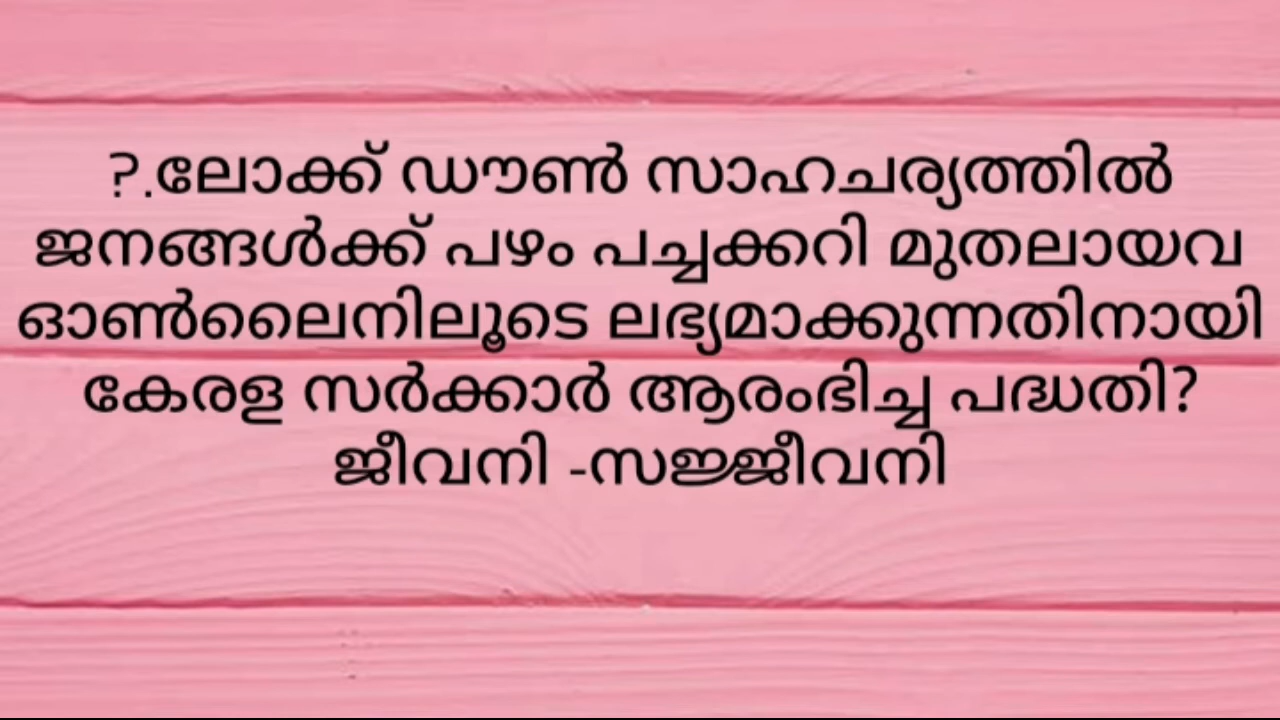 ?.ലോക്ക് ഡൗൺ സാഹചര്യത്തിൽ
ജനങ്ങൾക്ക് പഴം പച്ചക്കറി മുതലായവ
ഓൺലൈനിലൂടെ ലഭ്യമാക്കുന്നതിനായി
കേരള സർക്കാർ ആരംഭിച്ച പദ്ധതി?
ജീവനി -സഞ്ജീവനി